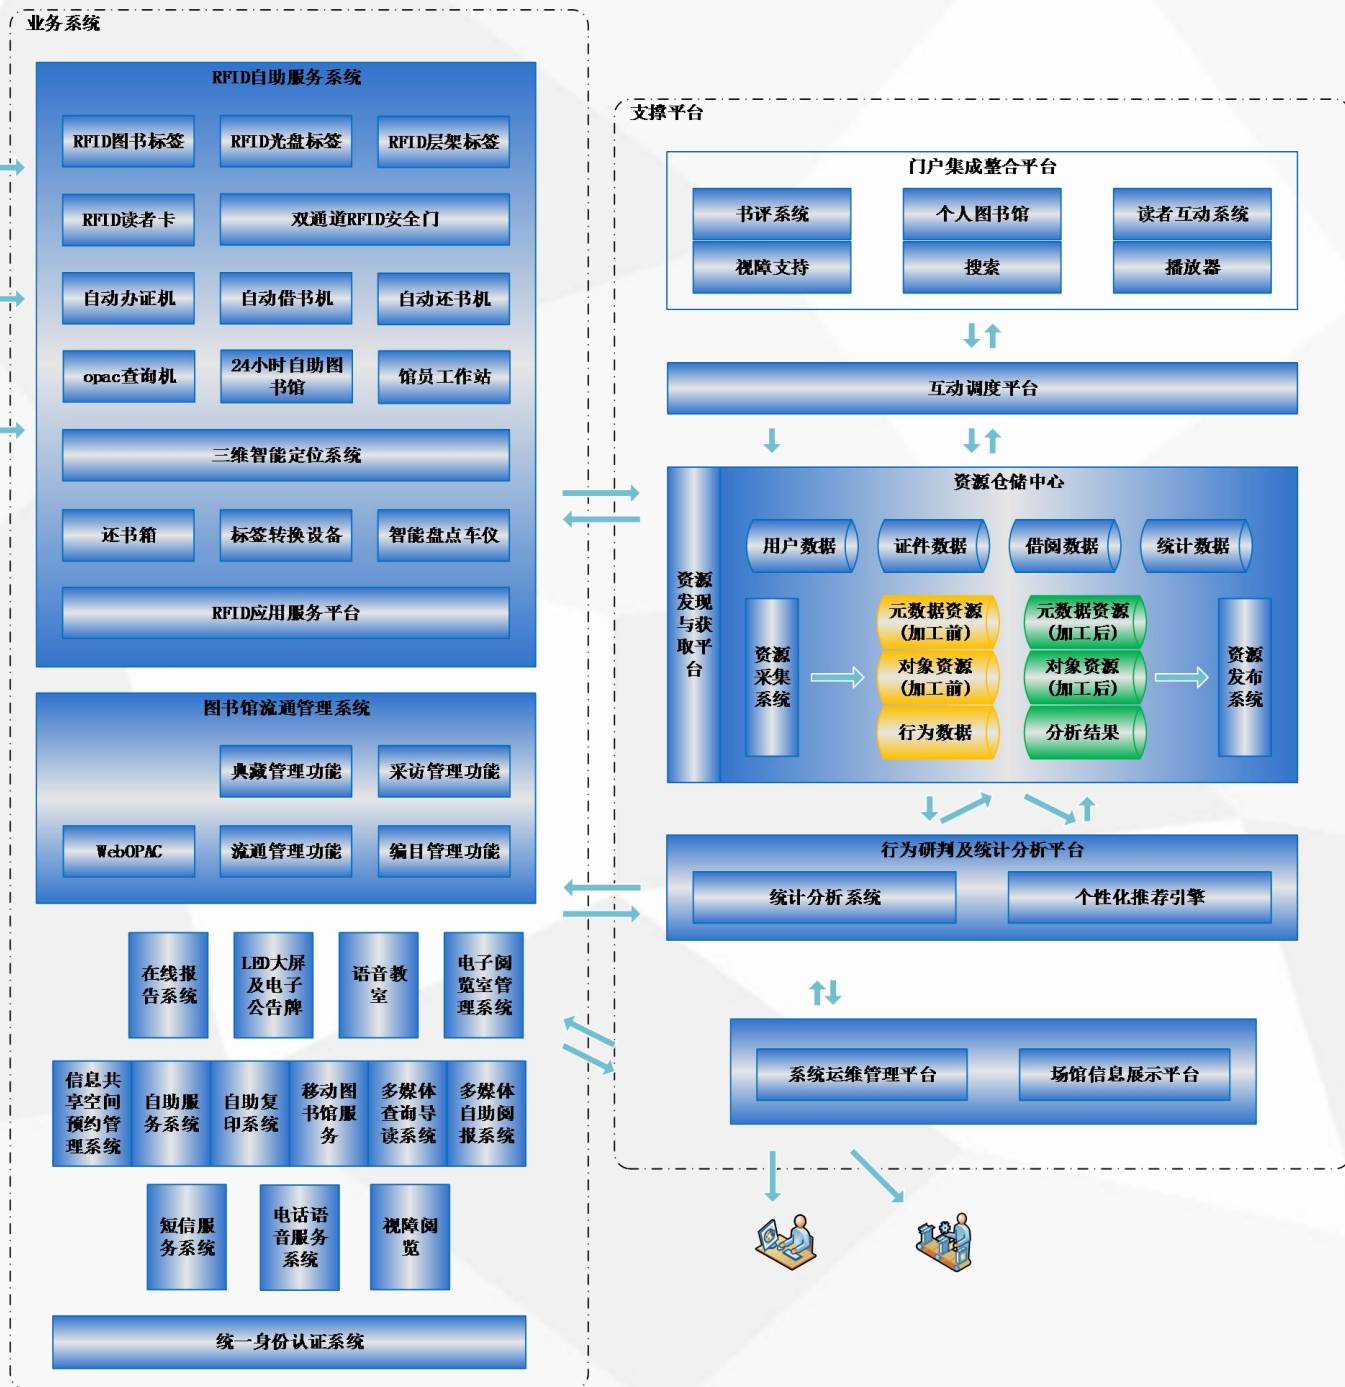 业务系统
RFID自助服务系统
RFID图书标签
RFID光盘标签
RFID层架标签
RFID读者卡
双通道RFID安全门
自动办证机
自动借书机
自动还书机
opac查询机
24小时自助图
书馆
馆员工作站
三维智能定位系统
还书箱
标签转换设备
智能盘点车仪
RFID应用服务平台
图书馆流通管理系统
典藏管理功能
采访管理功能
WebOPAC
流通管理功能
编目管理功能
在线报
告系统
LED大屏
及电子
公告牌
语音教
室
电子阅
览室管
理系统
信息共
享空间
预约管
理系统
自助服
务系统
自助复
印系统
移动图
书馆服
务
多媒体
查询导
读系统
多媒体
自助阅
报系统
短信服
务系统
电话语
音服务
系统
视障阅
览
统一身份认证系统
支撑平台
门户集成整合平台
书评系统
个人图书馆
读者互动系统
视障支持
搜索
播放器
互动调度平台
资源
发现
与获
取平
台
资源仓储中心
用户数据
证件数据
借阅数据
统计数据
资源
采集
系统
元数据资源
(加工前)
对象资源
(加工前)
行为数据
元数据资源
(加工后)
对象资源
(加工后)
分析结果
资源
发布
系统
行为研判及统计分析平台
统计分析系统
个性化推荐引擎
系统运维管理平台
场馆信息展示平台